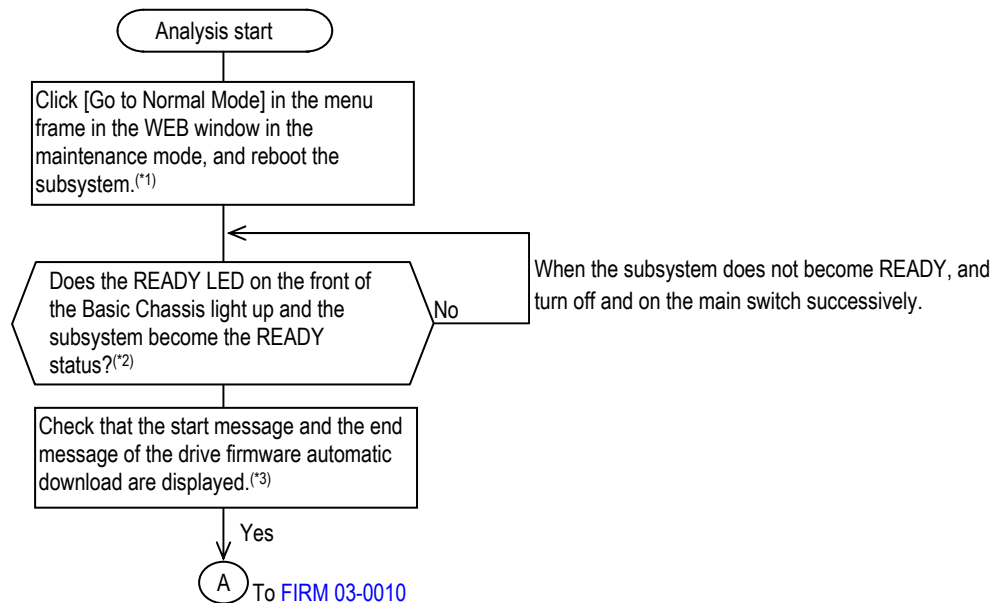 Analysis start
Click [Go to Normal Mode] in the menu
frame in the WEB window in the
maintenance mode, and reboot the
subsystem.(*1)
Does the READY LED on the front of
the Basic Chassis light up and the
subsystem become the READY
status?(*2)
No
When the subsystem does not become READY, and
turn off and on the main switch successively.
Check that the start message and the end
message of the drive firmware automatic
download are displayed.(*3)
Yes
A
To FIRM 03-0010